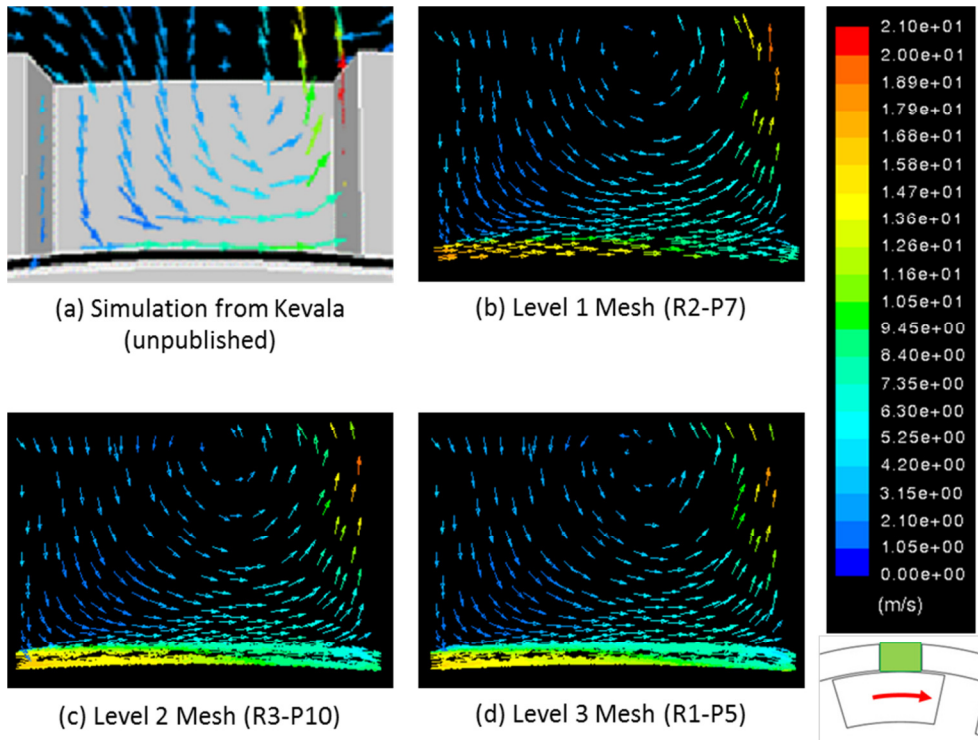 (a) Simulation from Kevala
(unpublished)
(b) Level 1 Mesh (R2-P7)
(c) Level 2 Mesh (R3-P10)
(d) Level 3 Mesh (R1-P5)
2.10e+01
2.00e+01
1.89e+01
1.79e+01
1.68e+01
1.58e+01
1.47e+01
1.36e+01
1.26e+01
1.16e+01
1.05e+01
9.45e+00
8.40e+00
7.35e+00
6.30e+00
5.25e+00
4.20e+00
3.15e+00
2.10e+00
1.05e+00
0.00e+00
(m/s)